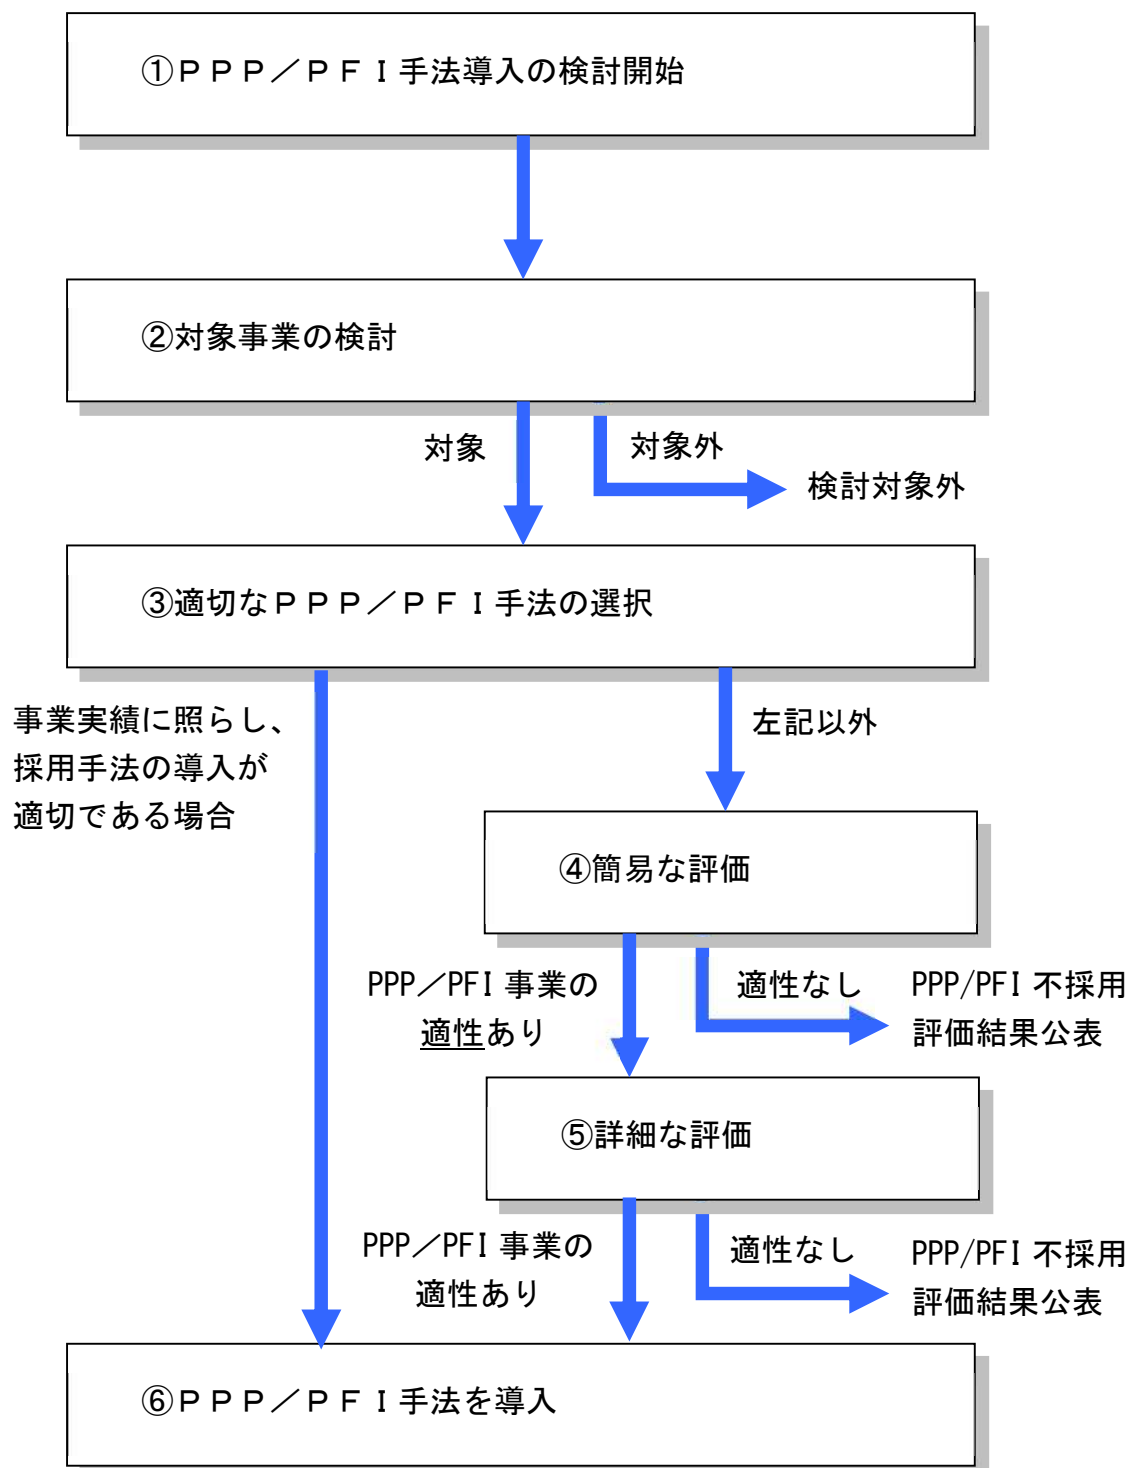 ①ＰＰＰ／ＰＦＩ手法導入の検討開始
②対象事業の検討
対象
対象外
検討対象外
③適切なＰＰＰ／ＰＦＩ手法の選択
事業実績に照らし、
採用手法の導入が
適切である場合
左記以外
④簡易な評価
PPP／PFI 事業の
適性あり
適性なし
PPP/PFI 不採用
評価結果公表
⑤詳細な評価
PPP／PFI 事業の
適性あり
適性なし
PPP/PFI 不採用
評価結果公表
⑥ＰＰＰ／ＰＦＩ手法を導入